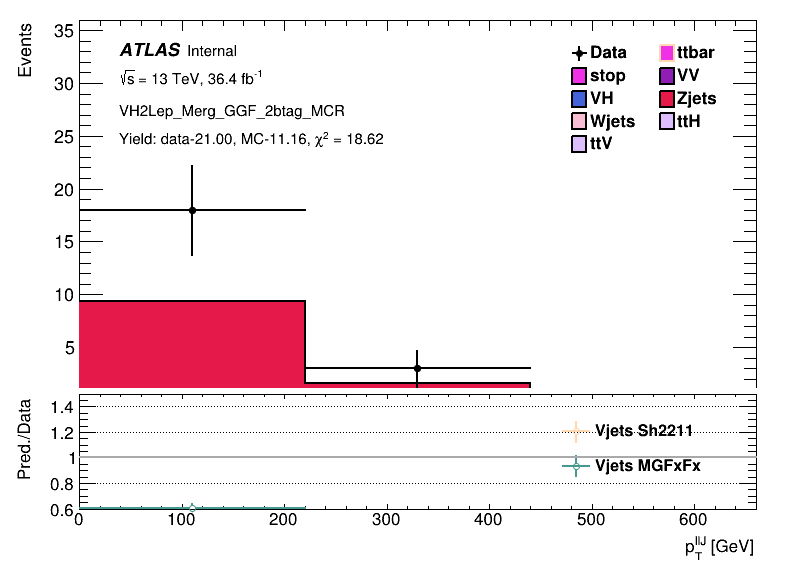 Events
35
30
25
20
15
10
5
ATLAS Internal
√s = 13 TeV, 36.4 fb⁻¹
VH2Lep_Merg_GGF_2btag_MCR
Yield: data-21.00, MC-11.16, χ² = 18.62
Data ttbar
stop VV
VH Zjets
Wjets ttH
ttV
Pred./Data
1.4
1.2
1
0.8
0.6
Vjets Sh2211
Vjets MGFxFx
0 100 200 300 400 500 600
p_T^llJ [GeV]